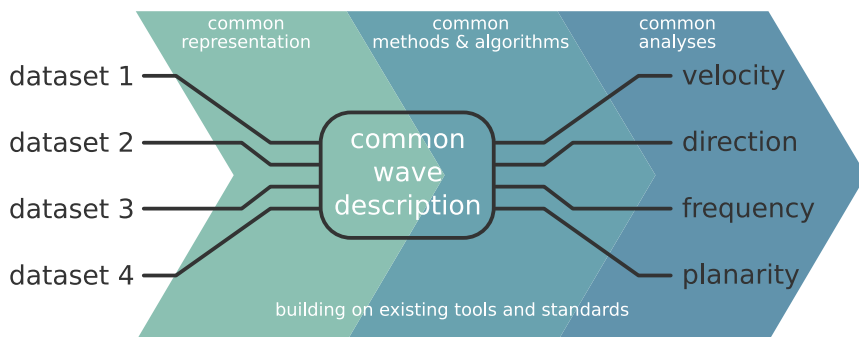 common
representation
common
methods & algorithms
common
analyses
dataset 1
dataset 2
dataset 3
dataset 4
common
wave
description
velocity
direction
frequency
planarity
building on existing tools and standards